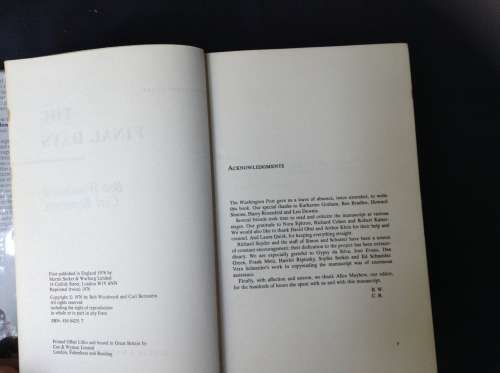 THE
FINAL DAYS
First published in England 1976 by
Martin Secker & Warburg Limited
14 Carlisle Street, London W1V 6NN
Reprinted (twice) 1976
Copyright © 1976 by Bob Woodward and Carl Bernstein
All rights reserved
including the right of reproduction
in whole or in part in any form
Printed Offset Litho and bound in Great Britain by
Cox & Wyman Limited
London, Fakenham and Reading
ACKNOWLEDGMENTS
The Washington Post gave us a leave of absence, twice extended, to write
this book. Our special thanks to Katharine Graham, Ben Bradlee, Howard
Simons, Harry Rosenfeld and Len Downie.
Several friends took time to read and criticize the manuscript at various
stages. Our gratitude to Nora Ephron, Richard Cohen and Robert Kaiser.
We would also like to thank David Obst and Arthur Klein for their help and
counsel. And Laura Quirk, for keeping everything straight.
Richard Snyder and the staff of Simon and Schuster have been a source
of constant encouragement; their dedication to the project has been extraor-
dinary. We are especially grateful to Gypsy da Silva, Joni Evans, Dan
Green, Frank Metz, Harriet Ripinsky, Sophie Sorkin and Ed Schneider.
Vera Schneider's work in copyreading the manuscript was of enormous
assistance.
Finally, with affection and esteem, we thank Alice Mayhew, our editor,
for the hundreds of hours she spent with us and with this manuscript.
B. W.
C. B.